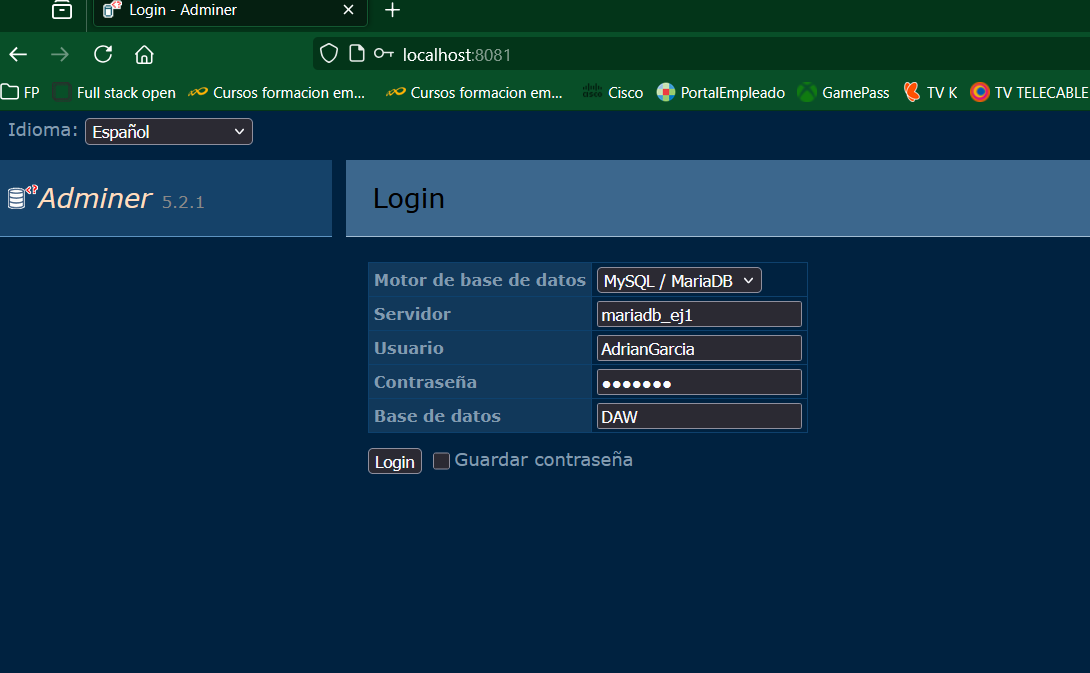 Login - Adminer
localhost:8081
FP
Full stack open
Cursos formacion em...
Cursos formacion em...
Cisco
PortalEmpleado
GamePass
TV K
TV TELECABLE
Idioma: Español
Adminer 5.2.1
Login
Motor de base de datos MySQL / MariaDB
Servidor mariadb_ej1
Usuario AdrianGarcia
Contraseña ●●●●●●●
Base de datos DAW
Login Guardar contraseña